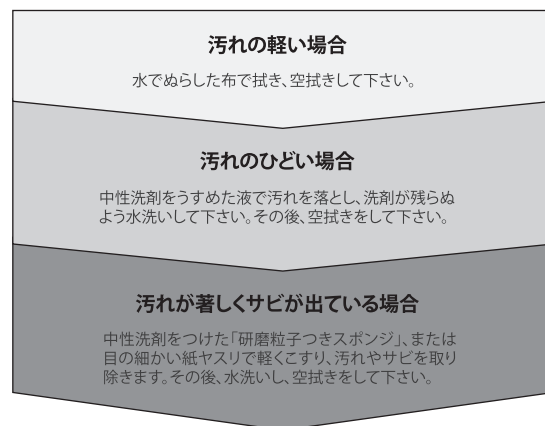 汚れの軽い場合
水でぬらした布で拭き、空拭きして下さい。
汚れのひどい場合
中性洗剤をうすめた液で汚れを落とし、洗剤が残らぬ
よう水洗いして下さい。その後、空拭きをして下さい。
汚れが著しくサビが出ている場合
中性洗剤をつけた「研磨粒子つきスポンジ」、または
目の細かい紙ヤスリで軽くこすり、汚れやサビを取り
除きます。その後、水洗いし、空拭きをして下さい。